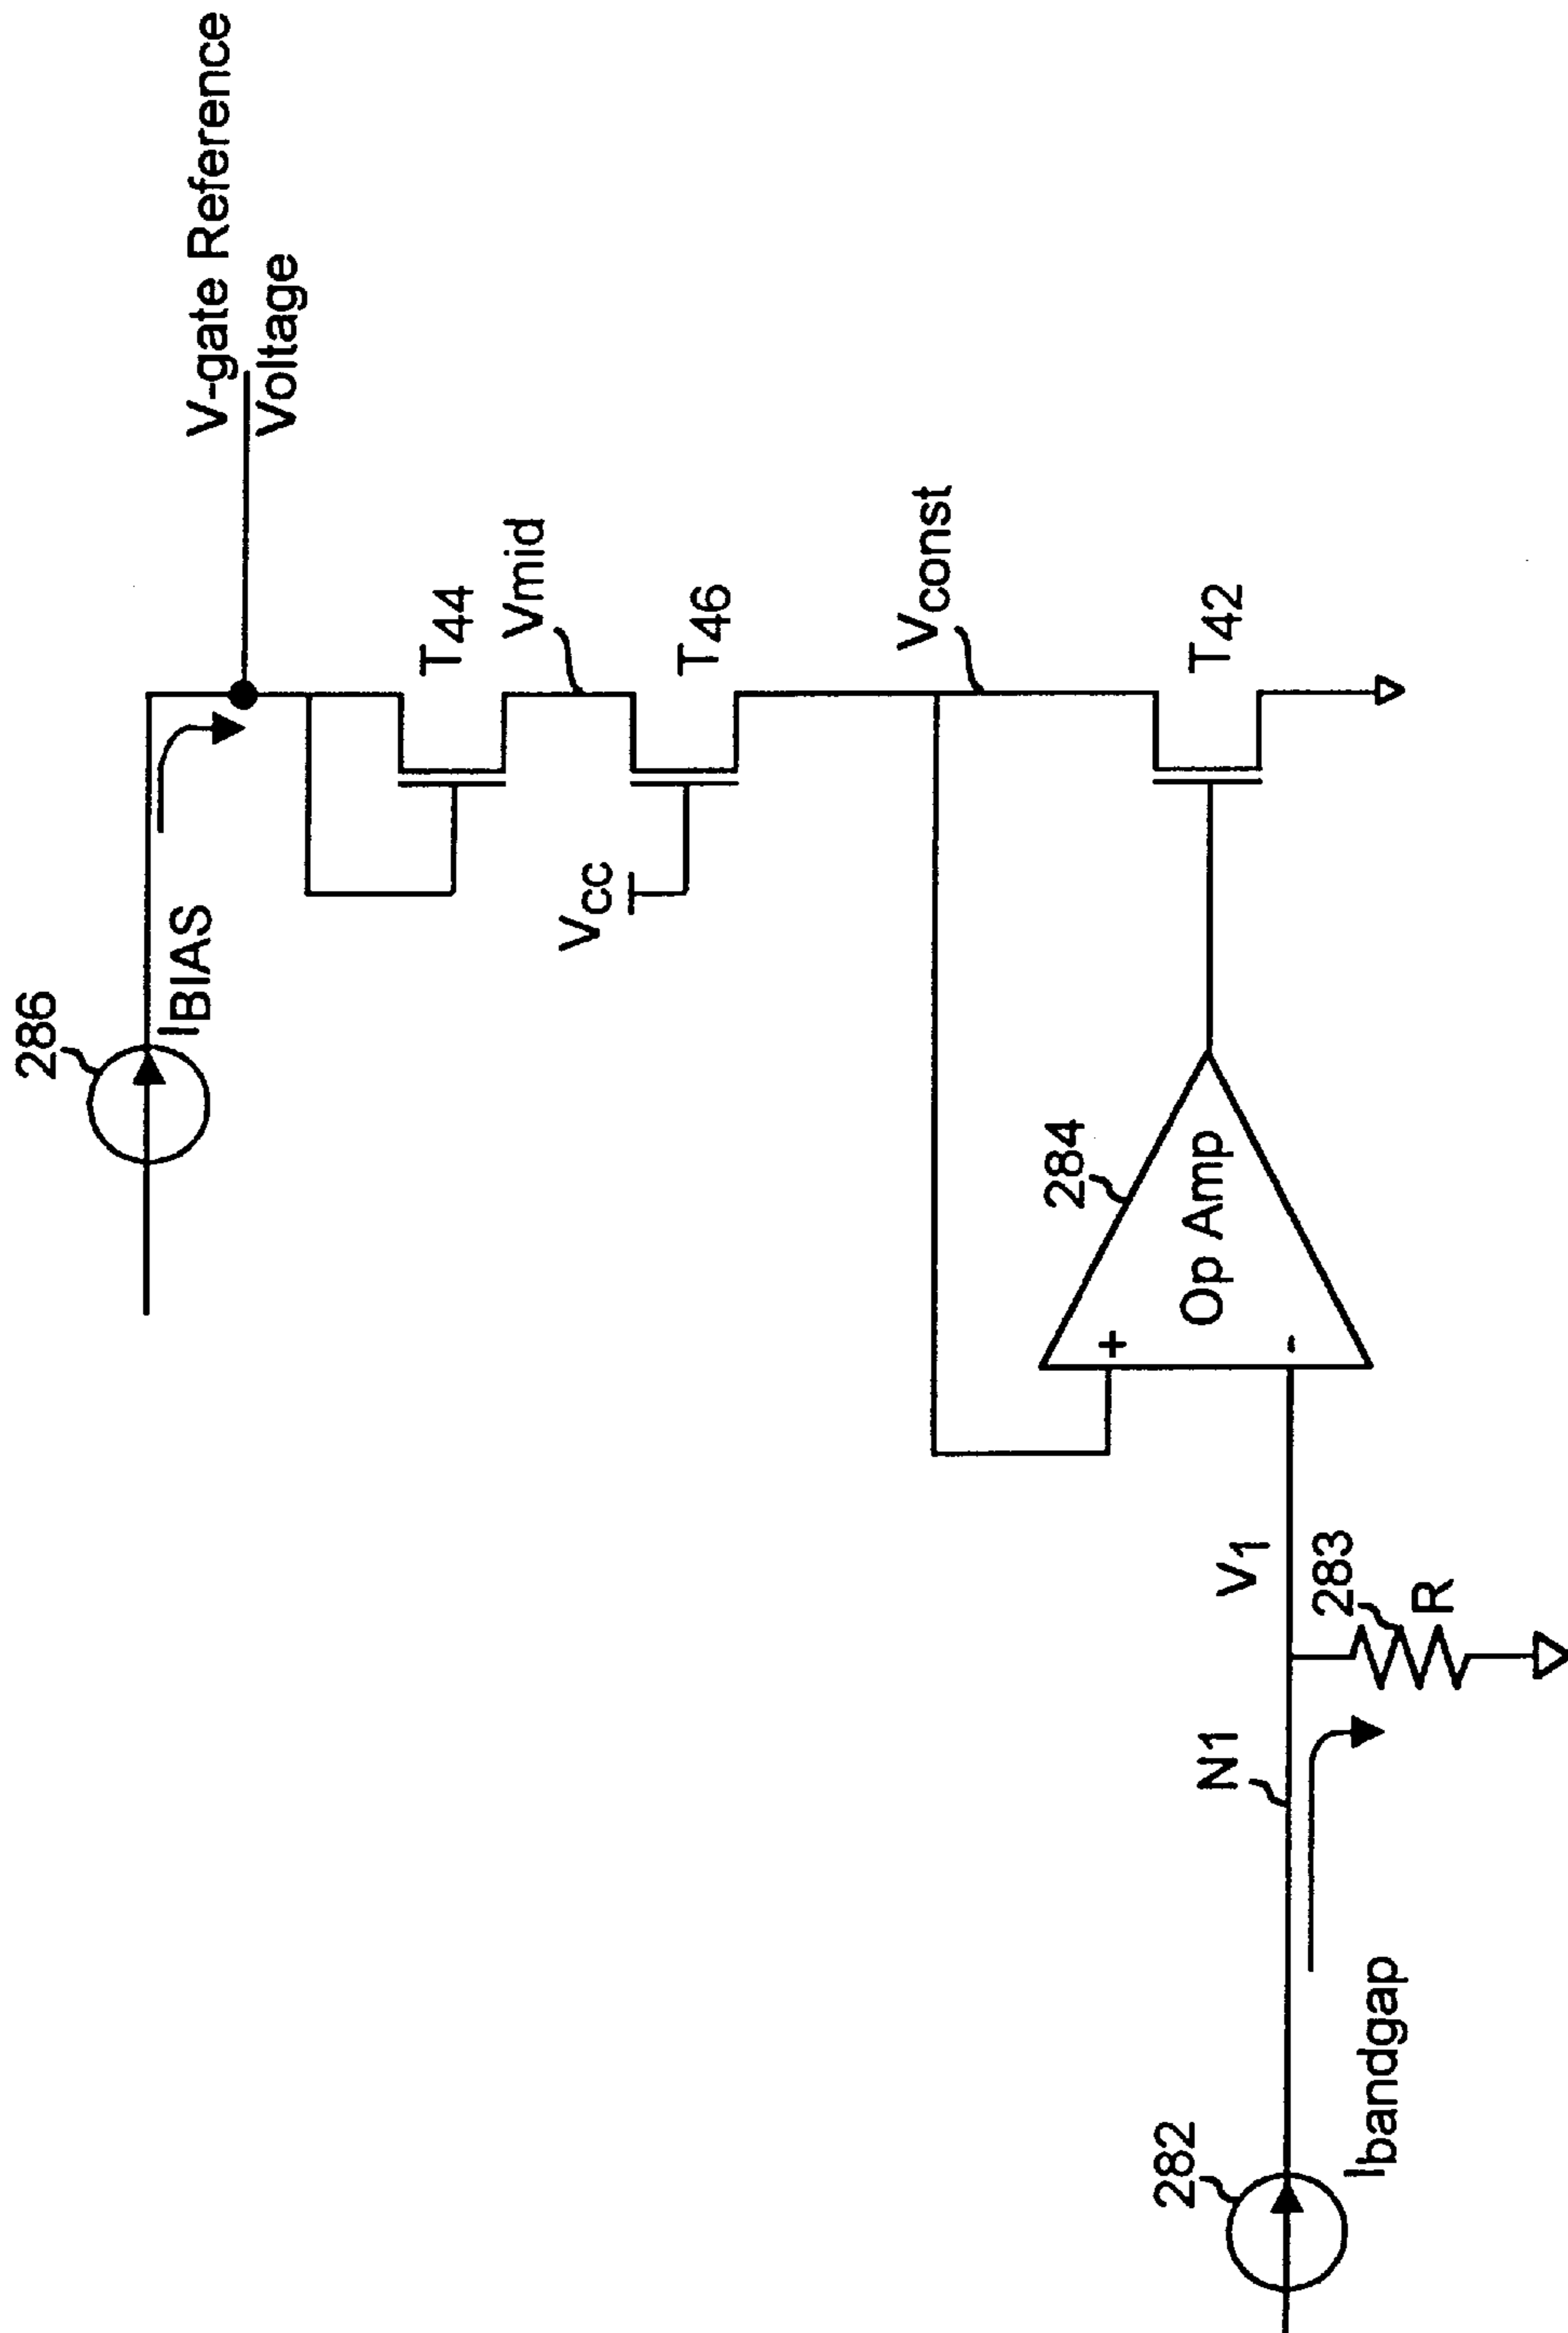 286
IBIAS
V-gate Reference
Voltage
T44
Vmid
VCC
T46
Vconst
284
Op Amp
+
-
T42
V1
283
R
N1
282
Ibandgap